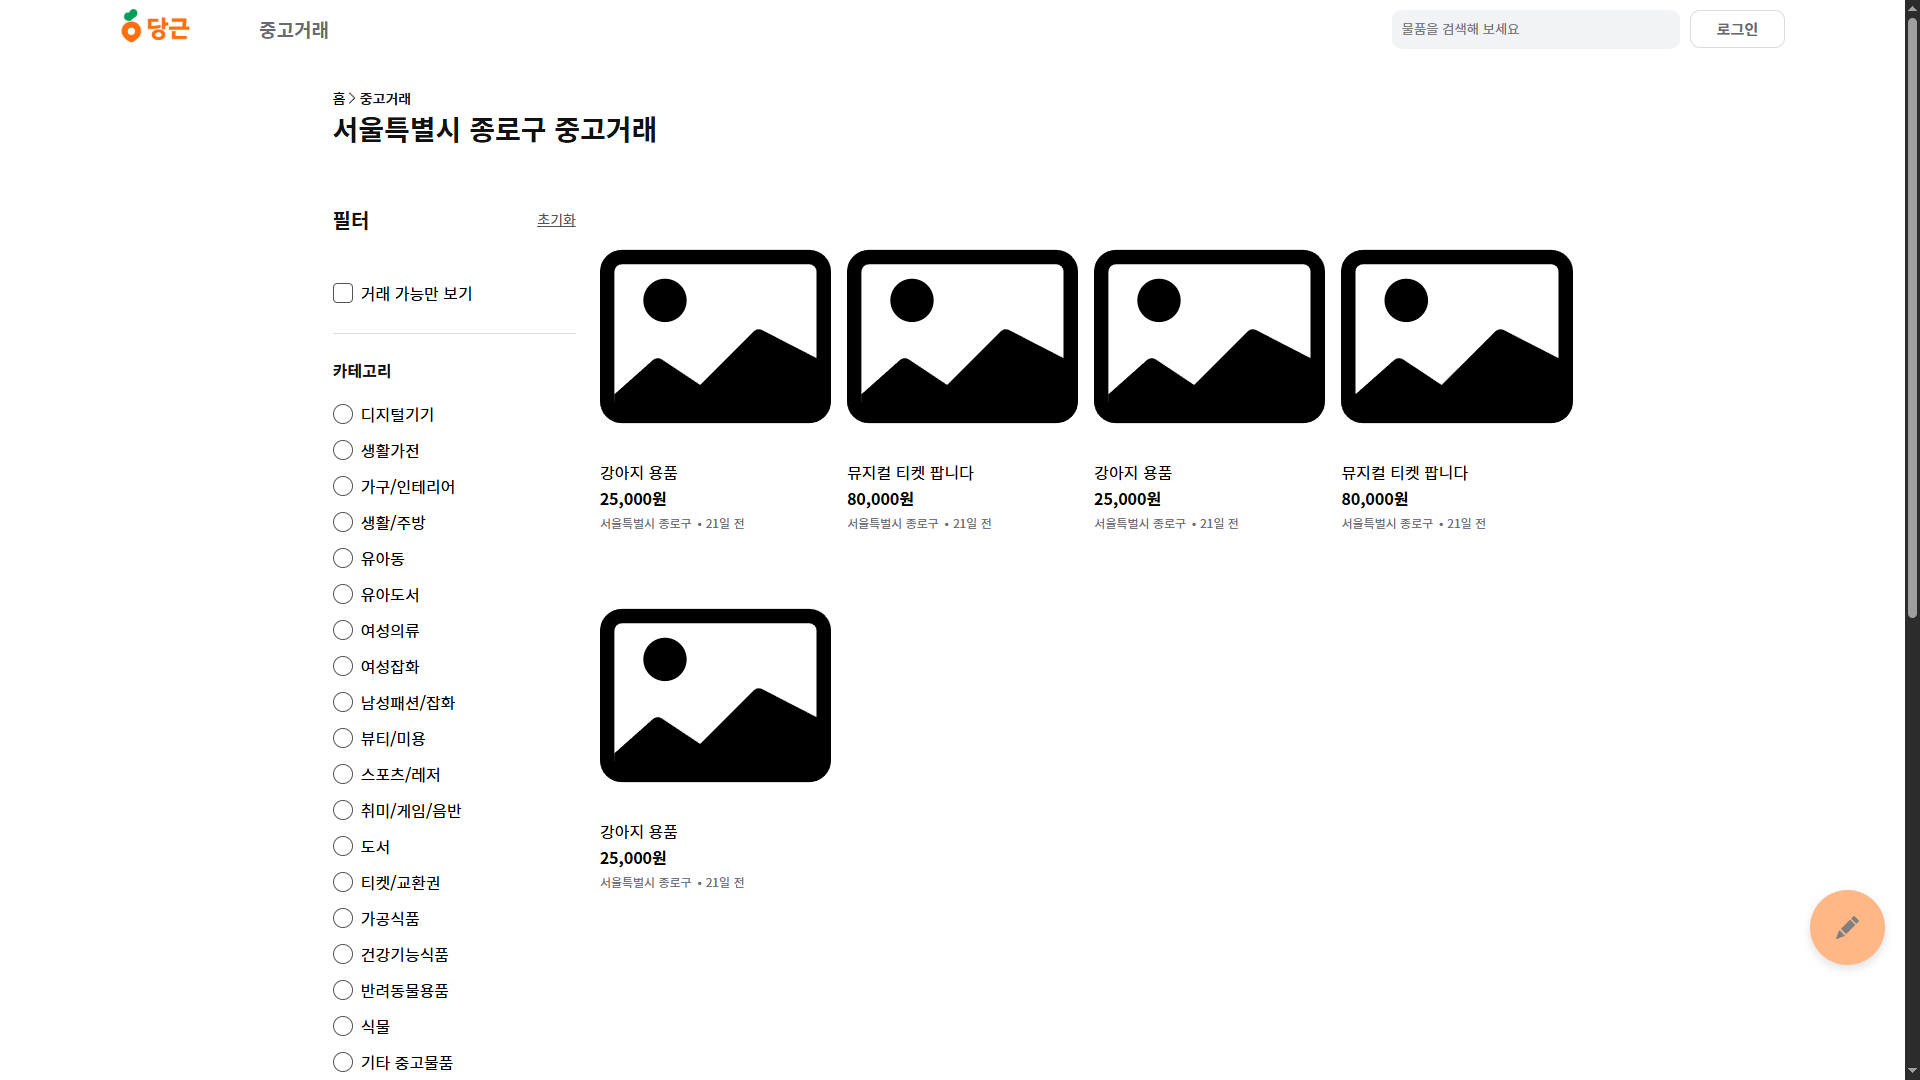 당근
중고거래
물품을 검색해 보세요
로그인
홈 > 중고거래
서울특별시 종로구 중고거래
필터
초기화
거래 가능만 보기
카테고리
디지털기기
생활가전
가구/인테리어
생활/주방
유아동
유아도서
여성의류
여성잡화
남성패션/잡화
뷰티/미용
스포츠/레저
취미/게임/음반
도서
티켓/교환권
가공식품
건강기능식품
반려동물용품
식물
기타 중고물품
강아지 용품
25,000원
서울특별시 종로구 • 21일 전
뮤지컬 티켓 팝니다
80,000원
서울특별시 종로구 • 21일 전
강아지 용품
25,000원
서울특별시 종로구 • 21일 전
뮤지컬 티켓 팝니다
80,000원
서울특별시 종로구 • 21일 전
강아지 용품
25,000원
서울특별시 종로구 • 21일 전